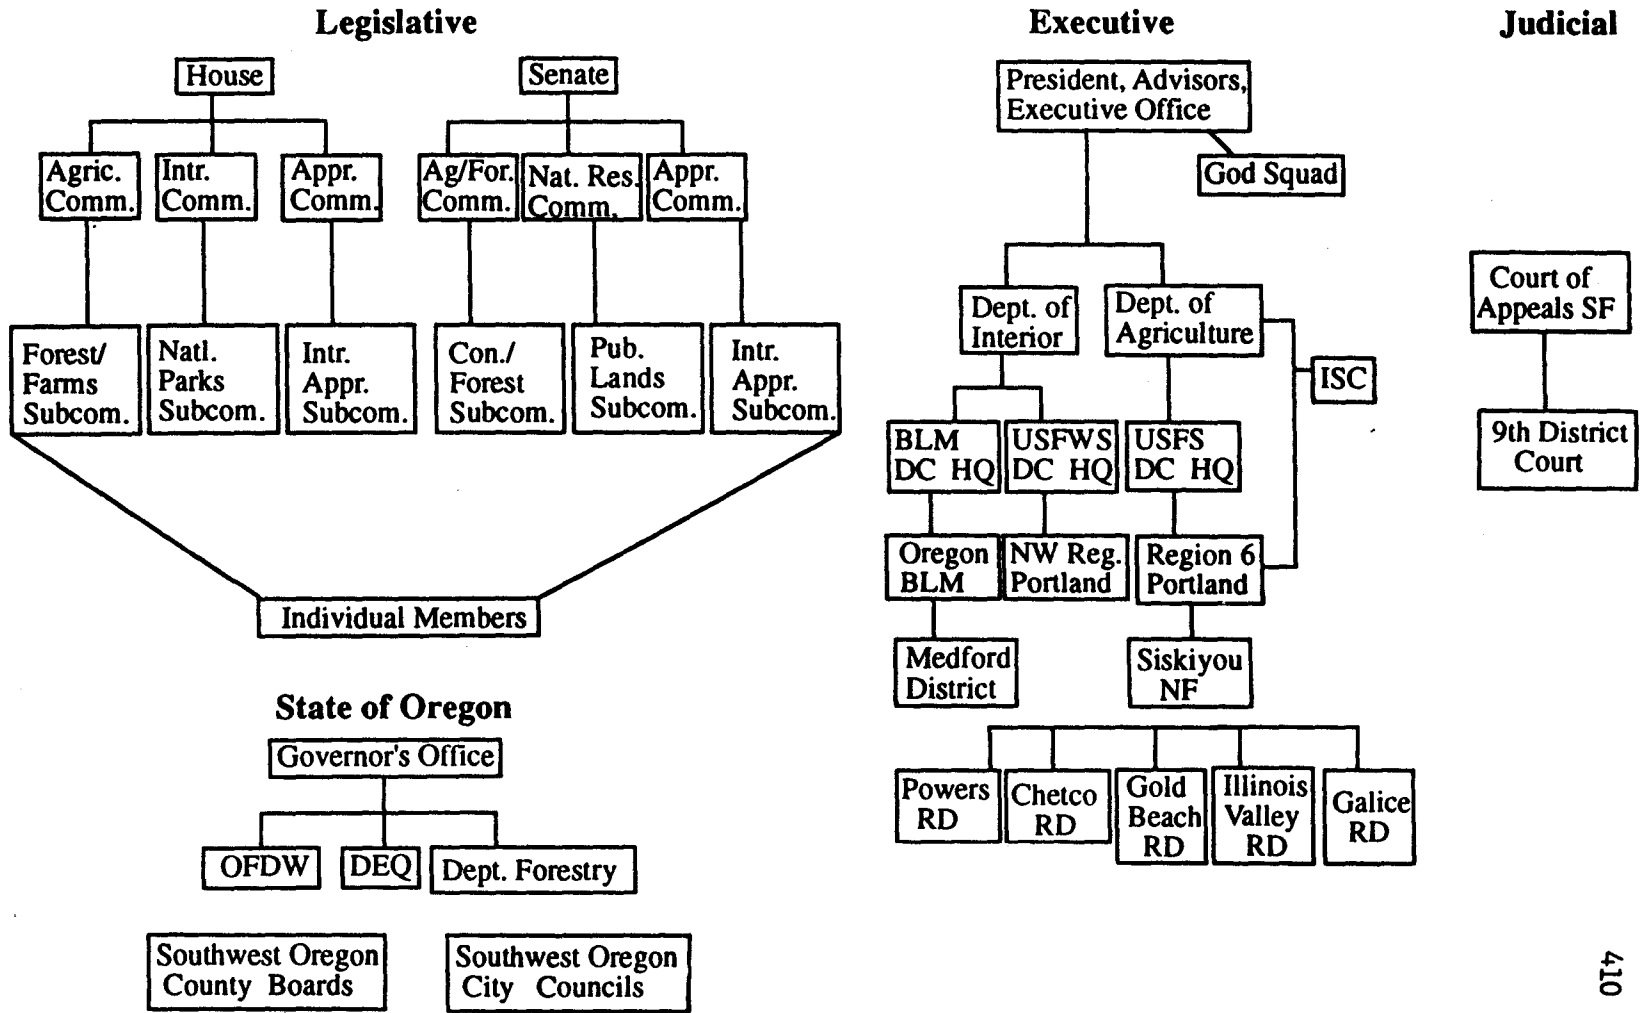 Legislative
House
Senate
Agric.
Comm.
Intr.
Comm.
Appr.
Comm.
Ag/For.
Comm.
Nat. Res.
Comm.
Appr.
Comm.
Forest/
Farms
Subcom.
Natl.
Parks
Subcom.
Intr.
Appr.
Subcom.
Con./
Forest
Subcom.
Pub.
Lands
Subcom.
Intr.
Appr.
Subcom.
Individual Members
Executive
President, Advisors,
Executive Office
God Squad
Dept. of
Interior
Dept. of
Agriculture
ISC
BLM
DC HQ
USFWS
DC HQ
USFS
DC HQ
Oregon
BLM
NW Reg.
Portland
Region 6
Portland
Medford
District
Siskiyou
NF
Powers
RD
Chetco
RD
Gold
Beach
RD
Illinois
Valley
RD
Galice
RD
Judicial
Court of
Appeals SF
9th District
Court
State of Oregon
Governor's Office
OFDW
DEQ
Dept. Forestry
Southwest Oregon
County Boards
Southwest Oregon
City Councils
410